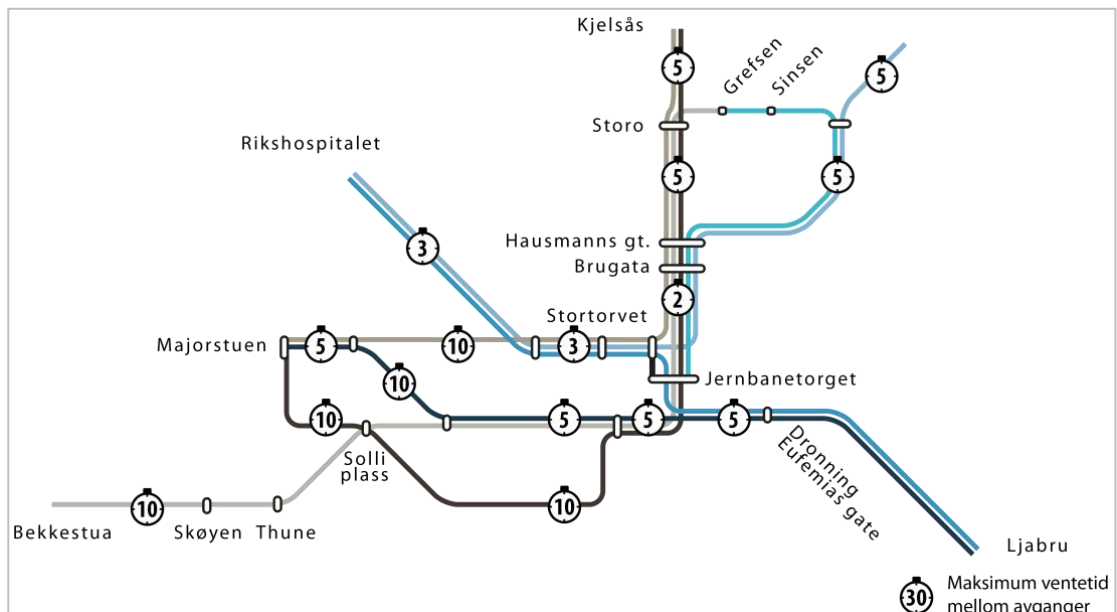 Kjelsås
5
Grefsen
Sinsen
5
Storo
Rikshospitalet
5
5
3
Hausmanns gt.
Brugata
2
Stortorvet
Majorstuen
5
10
3
Jernbanetorget
10
10
5
5
5
Solli
plass
Dronning
Eufemias gate
10
10
Bekkestua
Skøyen
Thune
Ljabru
30
Maksimum ventetid
mellom avganger